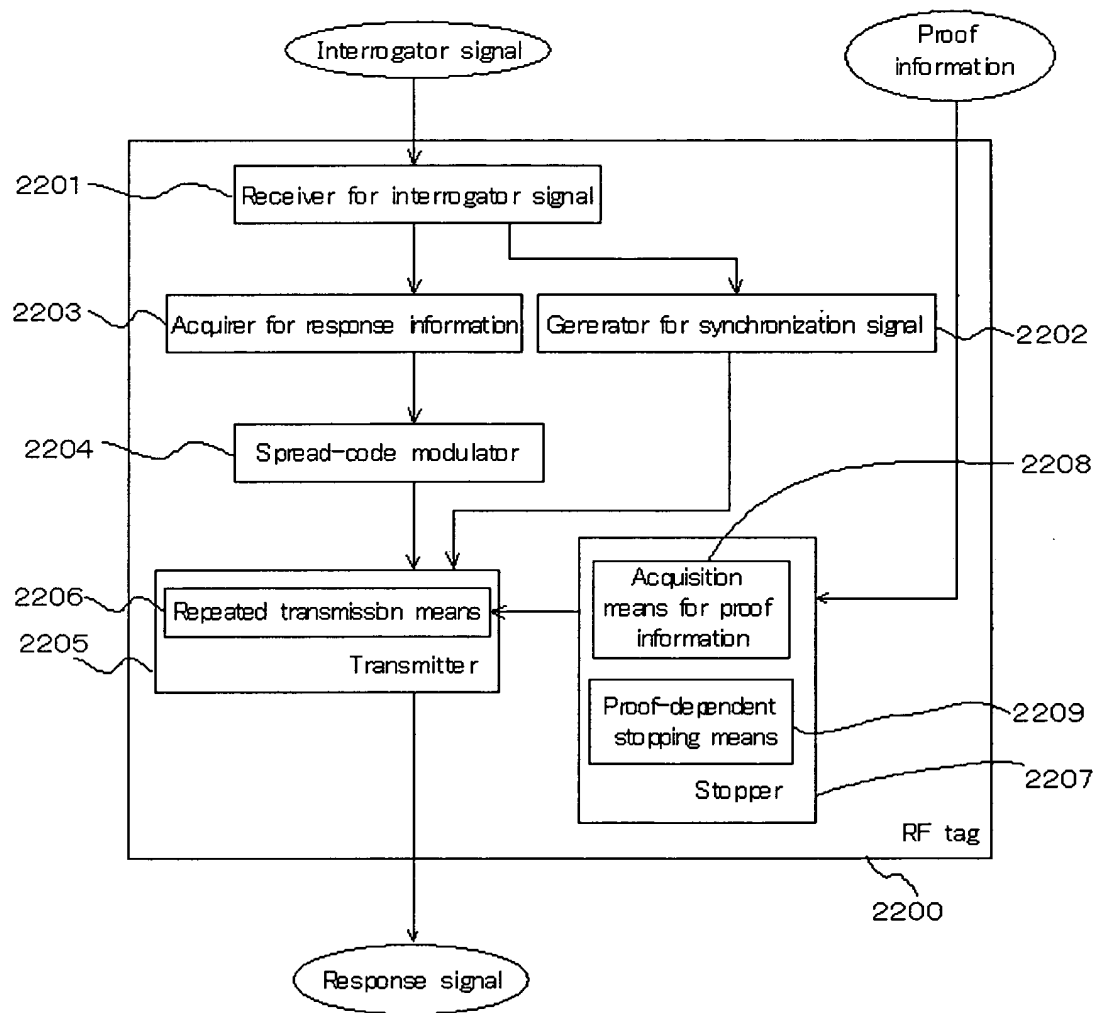 Interrogator signal
Proof
information
2201
Receiver for interrogator signal
2203
Acquirer for response information
Generator for synchronization signal
2202
2204
Spread-code modulator
2208
2206
Repeated transmission means
2205
Transmitter
Acquisition
means for proof
information
Proof-dependent
stopping means
2209
Stopper
2207
RF tag
2200
Response signal